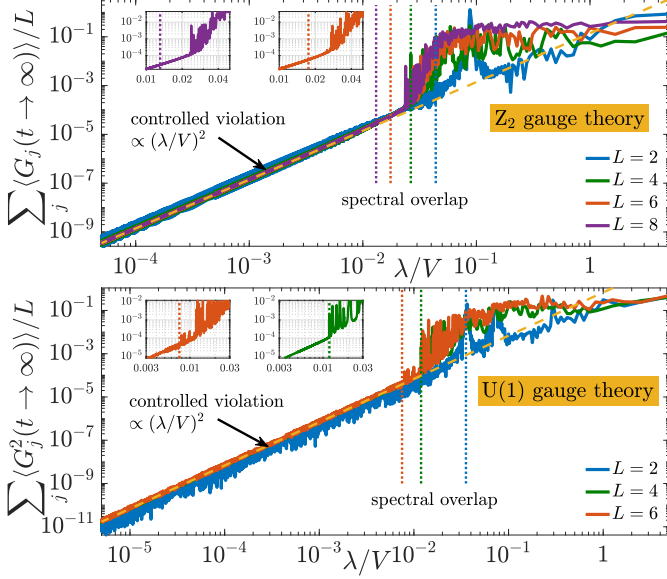 ∑_j ⟨G_j(t → ∞)⟩/L
10^-1
10^-3
10^-5
10^-7
10^-9
10^-2
10^-3
10^-4
0.01 0.02 0.04
10^-2
10^-3
10^-4
0.01 0.02 0.04
controlled violation
∝ (λ/V)^2
Z_2 gauge theory
spectral overlap
L = 2
L = 4
L = 6
L = 8
10^-4 10^-3 10^-2 λ/V 10^-1 1
∑_j ⟨G_j^2(t → ∞)⟩/L
10^-1
10^-3
10^-5
10^-7
10^-9
10^-11
10^-2
10^-3
10^-4
10^-5
0.003 0.01 0.03
10^-2
10^-3
10^-4
10^-5
0.003 0.01 0.03
controlled violation
∝ (λ/V)^2
U(1) gauge theory
spectral overlap
L = 2
L = 4
L = 6
10^-5 10^-4 10^-3 λ/V 10^-2 10^-1 1